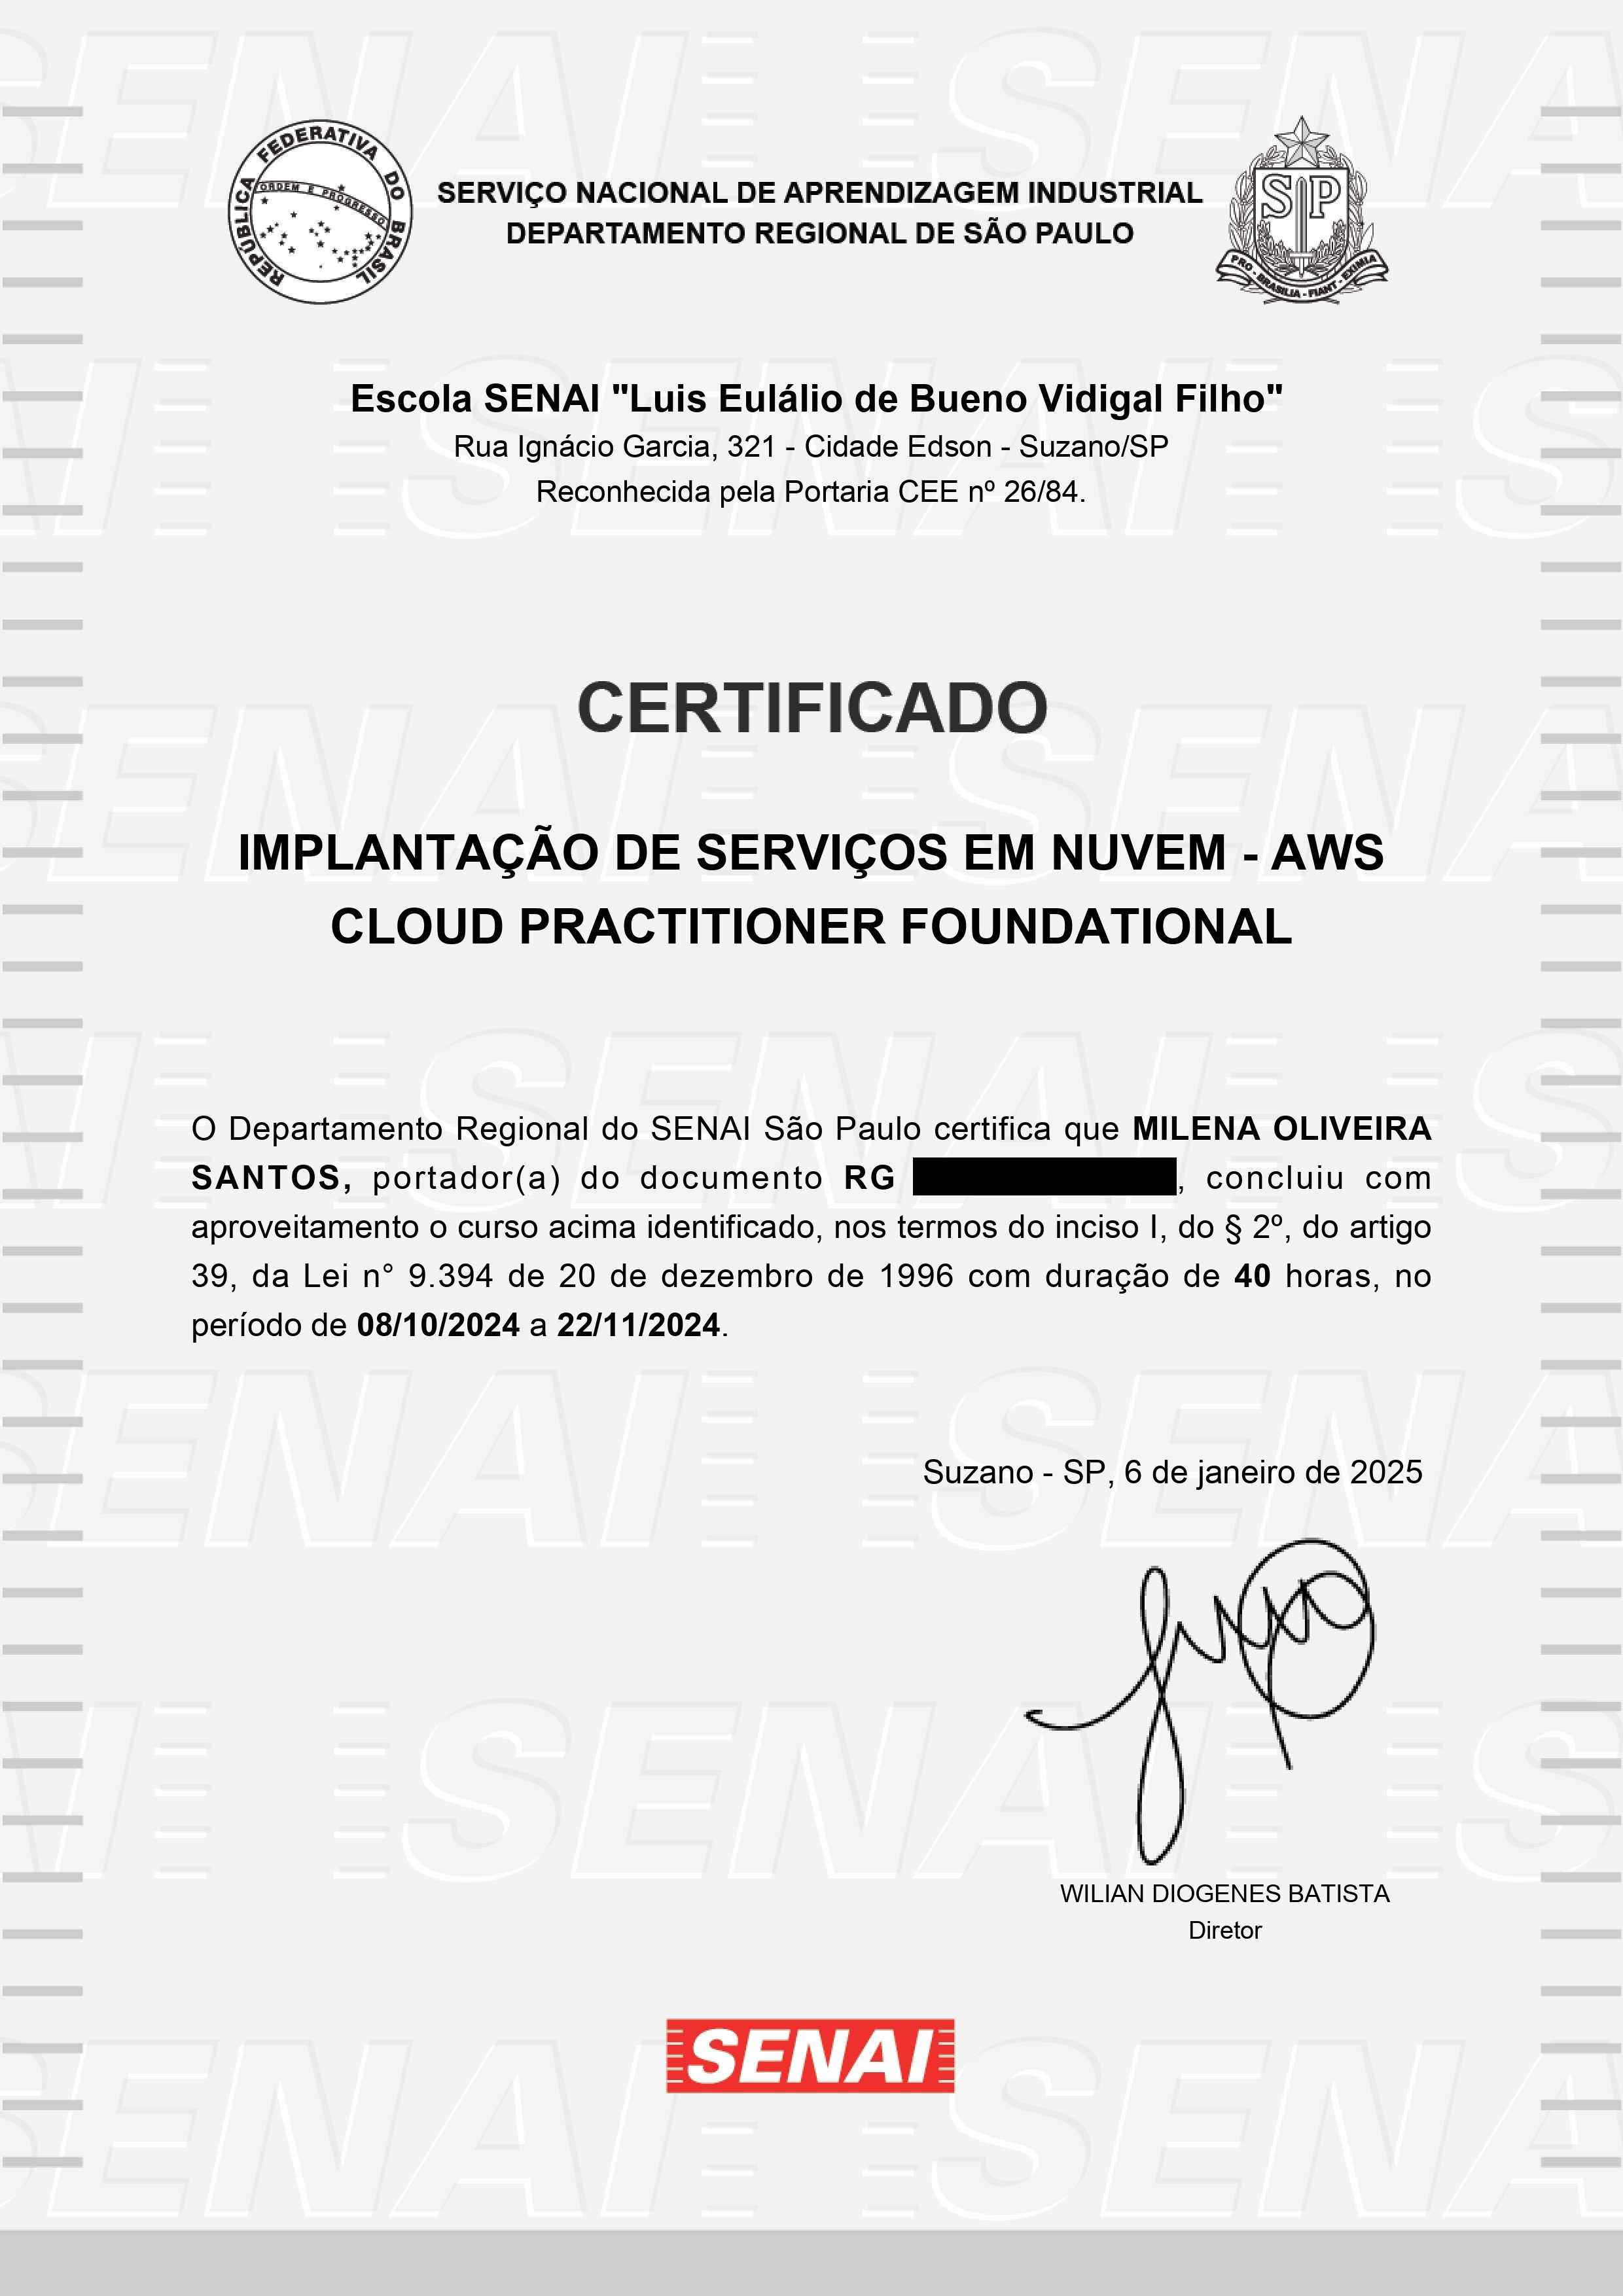 REPÚBLICA FEDERATIVA DO BRASIL
ORDEM E PROGRESSO
SERVIÇO NACIONAL DE APRENDIZAGEM INDUSTRIAL
DEPARTAMENTO REGIONAL DE SÃO PAULO
SP
PRO - BRASILIA - FIANT - EXIMIA
Escola SENAI "Luis Eulálio de Bueno Vidigal Filho"
Rua Ignácio Garcia, 321 - Cidade Edson - Suzano/SP
Reconhecida pela Portaria CEE nº 26/84.
CERTIFICADO
IMPLANTAÇÃO DE SERVIÇOS EM NUVEM - AWS
CLOUD PRACTITIONER FOUNDATIONAL
O Departamento Regional do SENAI São Paulo certifica que MILENA OLIVEIRA
SANTOS, portador(a) do documento RG , concluiu com
aproveitamento o curso acima identificado, nos termos do inciso I, do § 2º, do artigo
39, da Lei n° 9.394 de 20 de dezembro de 1996 com duração de 40 horas, no
período de 08/10/2024 a 22/11/2024.
Suzano - SP, 6 de janeiro de 2025
WILIAN DIOGENES BATISTA
Diretor
SENAI